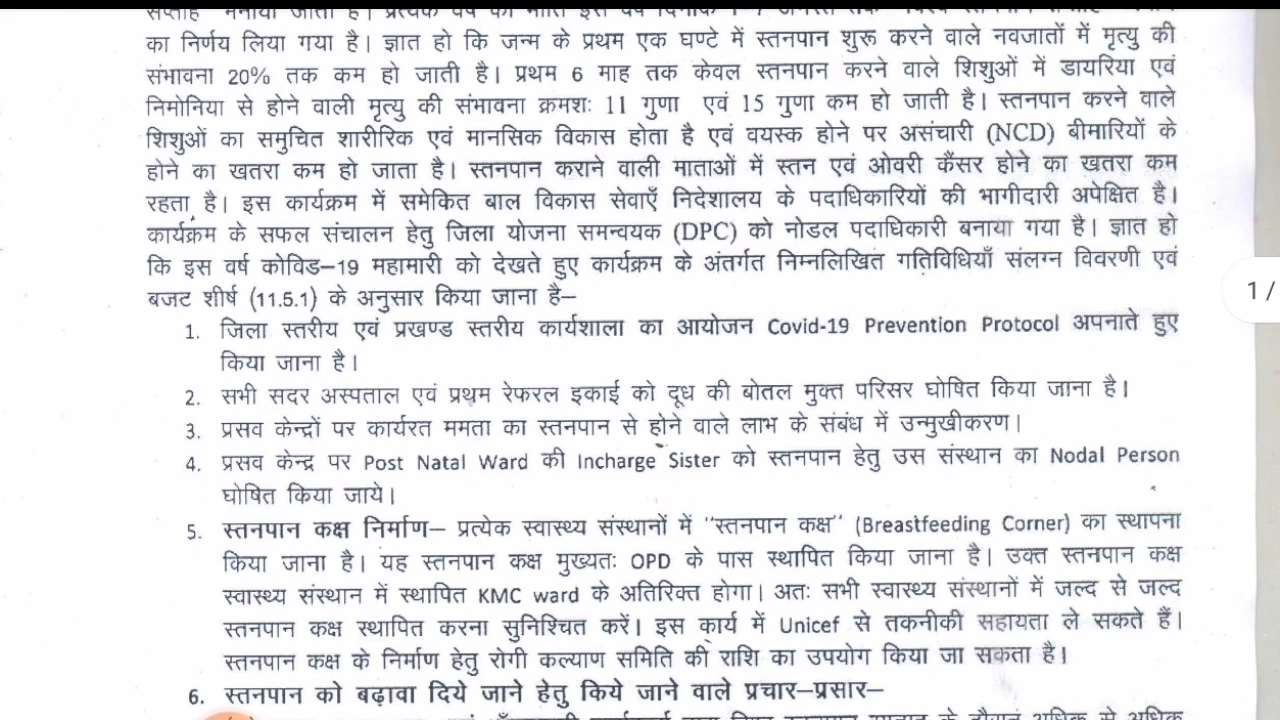 का निर्णय लिया गया है। ज्ञात हो कि जन्म के प्रथम एक घण्टे में स्तनपान शुरू करने वाले नवजातों में मृत्यु की
संभावना 20% तक कम हो जाती है। प्रथम 6 माह तक केवल स्तनपान करने वाले शिशुओं में डायरिया एवं
निमोनिया से होने वाली मृत्यु की संभावना क्रमशः 11 गुणा एवं 15 गुणा कम हो जाती है। स्तनपान करने वाले
शिशुओं का समुचित शारीरिक एवं मानसिक विकास होता है एवं वयस्क होने पर असंचारी (NCD) बीमारियों के
होने का खतरा कम हो जाता है। स्तनपान कराने वाली माताओं में स्तन एवं ओवरी कैंसर होने का खतरा कम
रहता है। इस कार्यक्रम में समेकित बाल विकास सेवाएँ निदेशालय के पदाधिकारियों की भागीदारी अपेक्षित है।
कार्यक्रम के सफल संचालन हेतु जिला योजना समन्वयक (DPC) को नोडल पदाधिकारी बनाया गया है। ज्ञात हो
कि इस वर्ष कोविड–19 महामारी को देखते हुए कार्यक्रम के अंतर्गत निम्नलिखित गतिविधियाँ संलग्न विवरणी एवं
बजट शीर्ष (11.5.1) के अनुसार किया जाना है–
1 /
1. जिला स्तरीय एवं प्रखण्ड स्तरीय कार्यशाला का आयोजन Covid-19 Prevention Protocol अपनाते हुए
किया जाना है।
2. सभी सदर अस्पताल एवं प्रथम रेफरल इकाई को दूध की बोतल मुक्त परिसर घोषित किया जाना है।
3. प्रसव केन्द्रों पर कार्यरत ममता का स्तनपान से होने वाले लाभ के संबंध में उन्मुखीकरण।
4. प्रसव केन्द्र पर Post Natal Ward की Incharge Sister को स्तनपान हेतु उस संस्थान का Nodal Person
घोषित किया जाये।
5. स्तनपान कक्ष निर्माण– प्रत्येक स्वास्थ्य संस्थानों में "स्तनपान कक्ष" (Breastfeeding Corner) का स्थापना
किया जाना है। यह स्तनपान कक्ष मुख्यतः OPD के पास स्थापित किया जाना है। उक्त स्तनपान कक्ष
स्वास्थ्य संस्थान में स्थापित KMC ward के अतिरिक्त होगा। अतः सभी स्वास्थ्य संस्थानों में जल्द से जल्द
स्तनपान कक्ष स्थापित करना सुनिश्चित करें। इस कार्य में Unicef से तकनीकी सहायता ले सकते हैं।
स्तनपान कक्ष के निर्माण हेतु रोगी कल्याण समिति की राशि का उपयोग किया जा सकता है।
6. स्तनपान को बढ़ावा दिये जाने हेतु किये जाने वाले प्रचार–प्रसार–